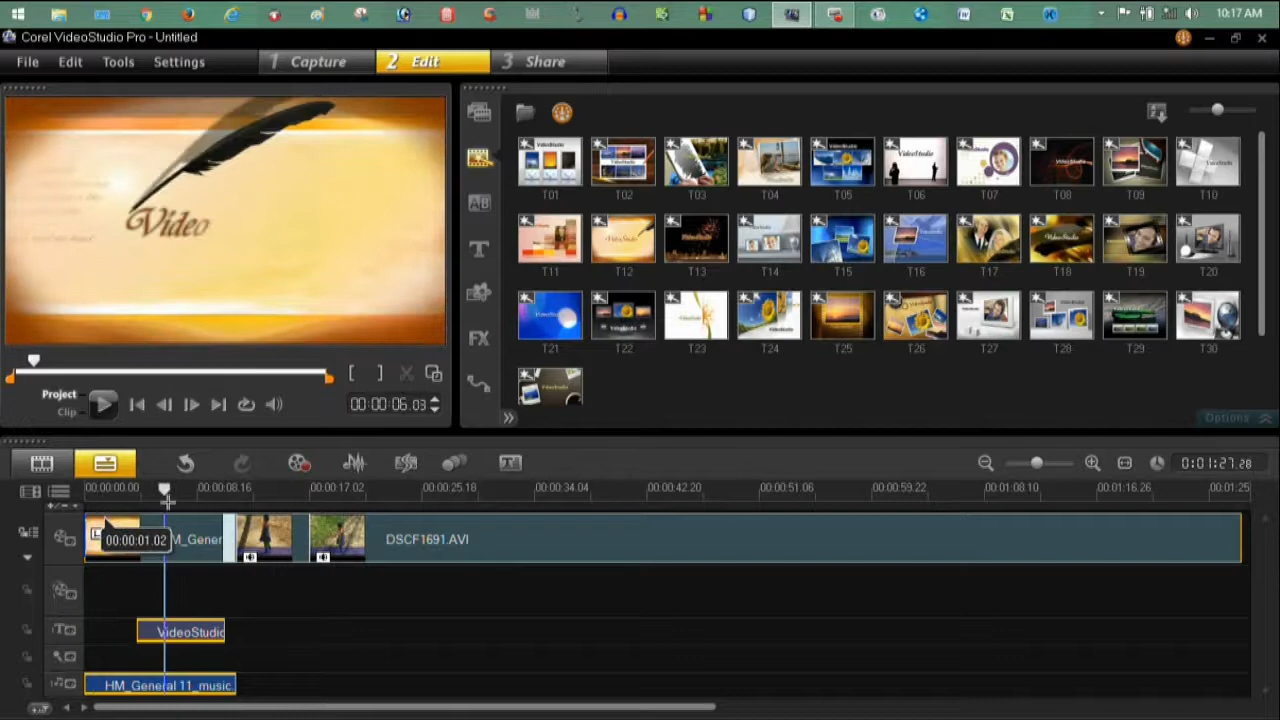 10:17 AM
Corel VideoStudio Pro - Untitled
File Edit Tools Settings 1 Capture 2 Edit 3 Share
Video
T01 T02 T03 T04 T05 T06 T07 T08 T09 T10
T11 T12 T13 T14 T15 T16 T17 T18 T19 T20
T21 T22 T23 T24 T25 T26 T27 T28 T29 T30
Project
Clip
00:00:06.03
Options
0:01:27.28
00:00:00.00 00:00:08.16 00:00:17.02 00:00:25.18 00:00:34.04 00:00:42.20 00:00:51.06 00:00:59.22 00:01:08.10 00:01:16.26 00:01:25
00:00:01.02 M_Gener DSCF1691.AVI
VideoStudio
HM_General 11_music.